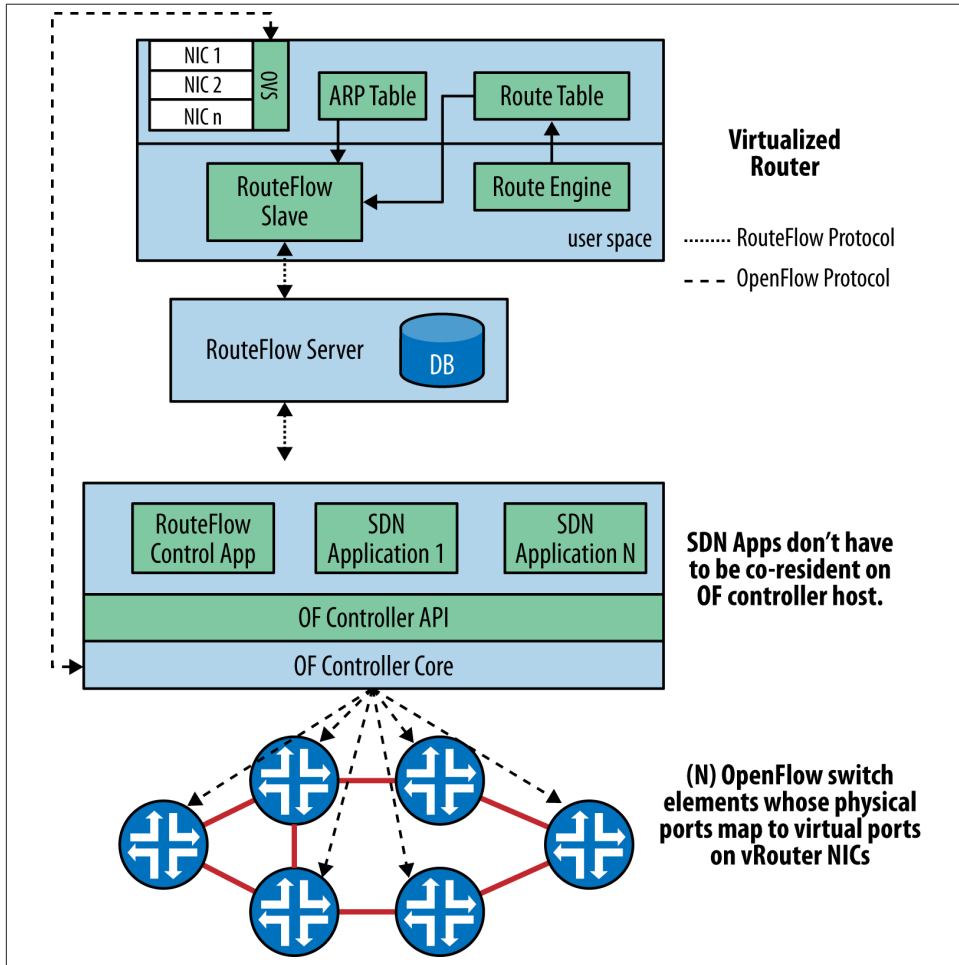 NIC 1
NIC 2
NIC n
OVS
ARP Table
Route Table
RouteFlow
Slave
Route Engine
user space
Virtualized
Router
RouteFlow Protocol
OpenFlow Protocol
RouteFlow Server
DB
RouteFlow
Control App
SDN
Application 1
SDN
Application N
OF Controller API
OF Controller Core
SDN Apps don’t have
to be co-resident on
OF controller host.
(N) OpenFlow switch
elements whose physical
ports map to virtual ports
on vRouter NICs